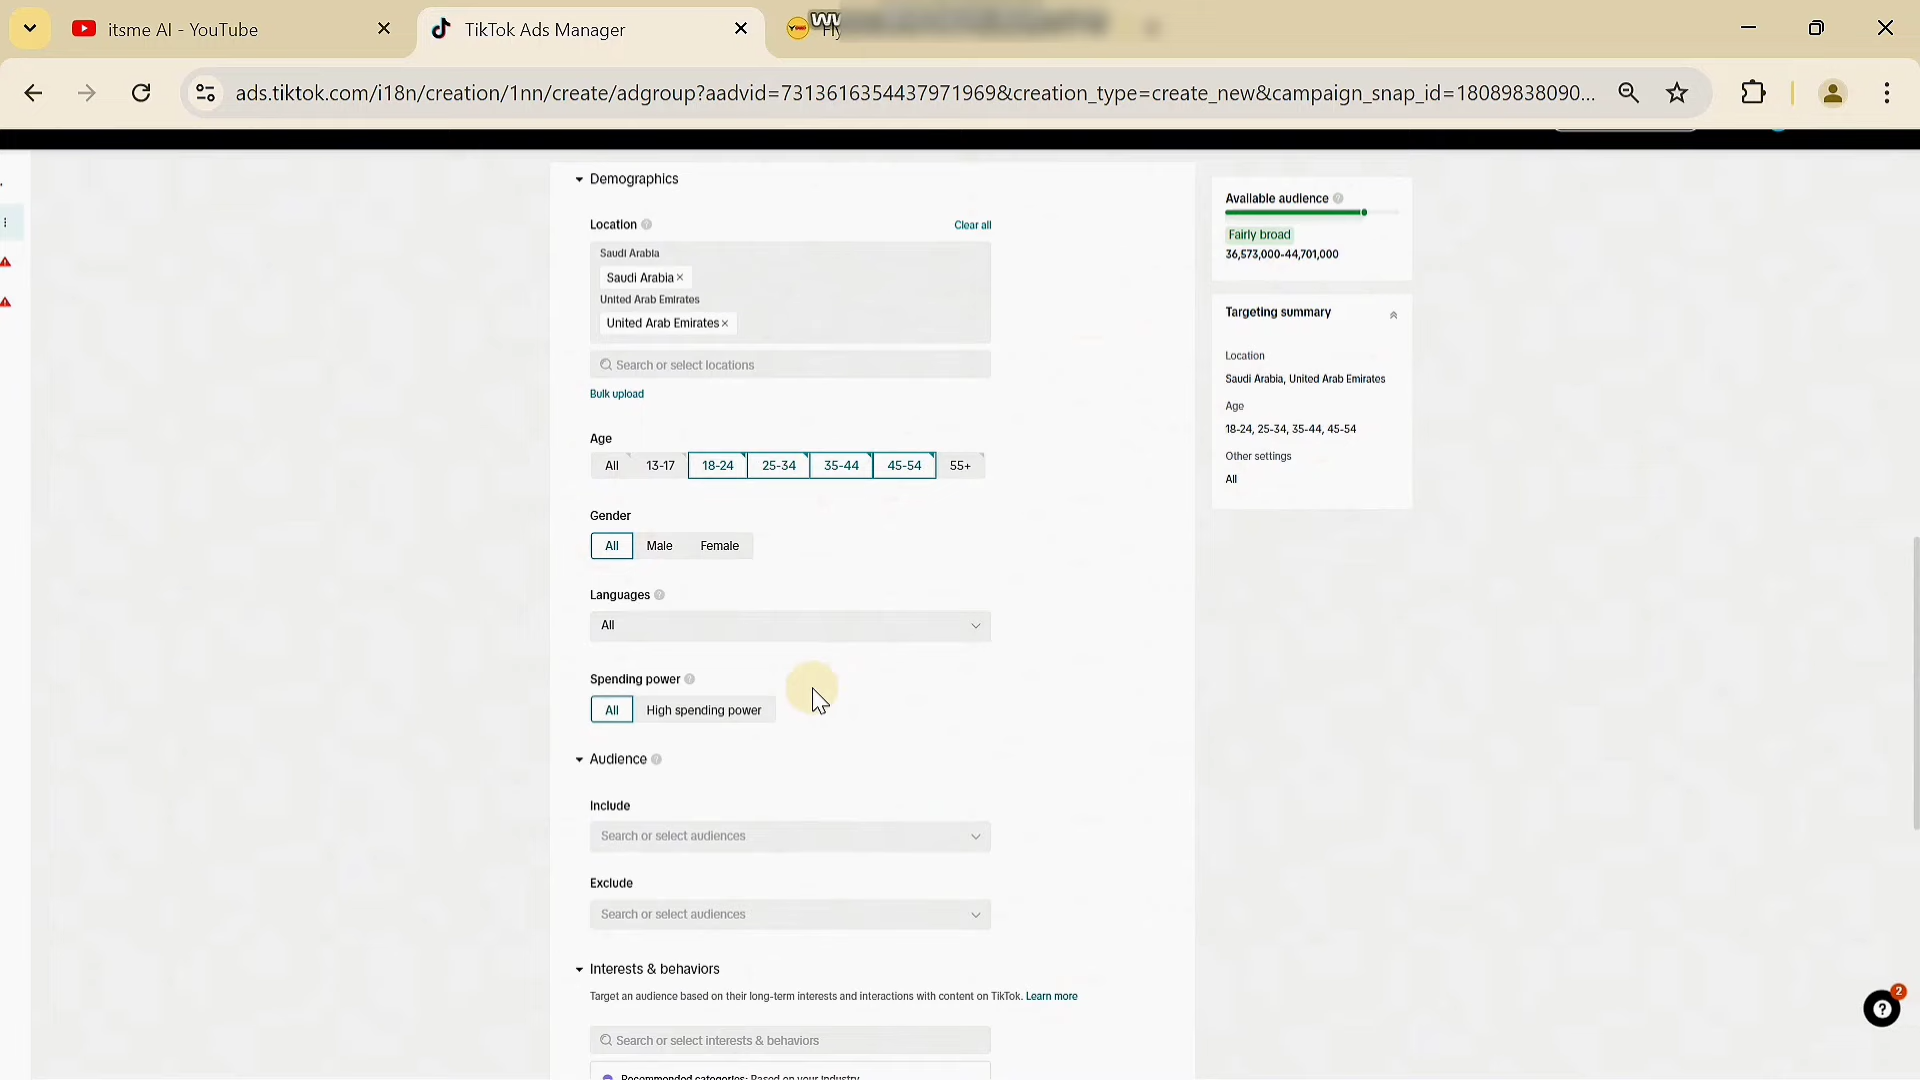 itsme AI - YouTube
TikTok Ads Manager
ads.tiktok.com/i18n/creation/1nn/create/adgroup?aadvid=7313616354437971969&creation_type=create_new&campaign_snap_id=18089838090...
Demographics
Location
Clear all
Saudi Arabia
Saudi Arabia ×
United Arab Emirates
United Arab Emirates ×
Search or select locations
Bulk upload
Age
All 13-17 18-24 25-34 35-44 45-54 55+
Gender
All Male Female
Languages
All
Spending power
All High spending power
Audience
Include
Search or select audiences
Exclude
Search or select audiences
Interests & behaviors
Target an audience based on their long-term interests and interactions with content on TikTok. Learn more
Search or select interests & behaviors
Recommended categories: Based on your industry
Available audience
Fairly broad
36,573,000-44,701,000
Targeting summary
Location
Saudi Arabia, United Arab Emirates
Age
18-24, 25-34, 35-44, 45-54
Other settings
All
2